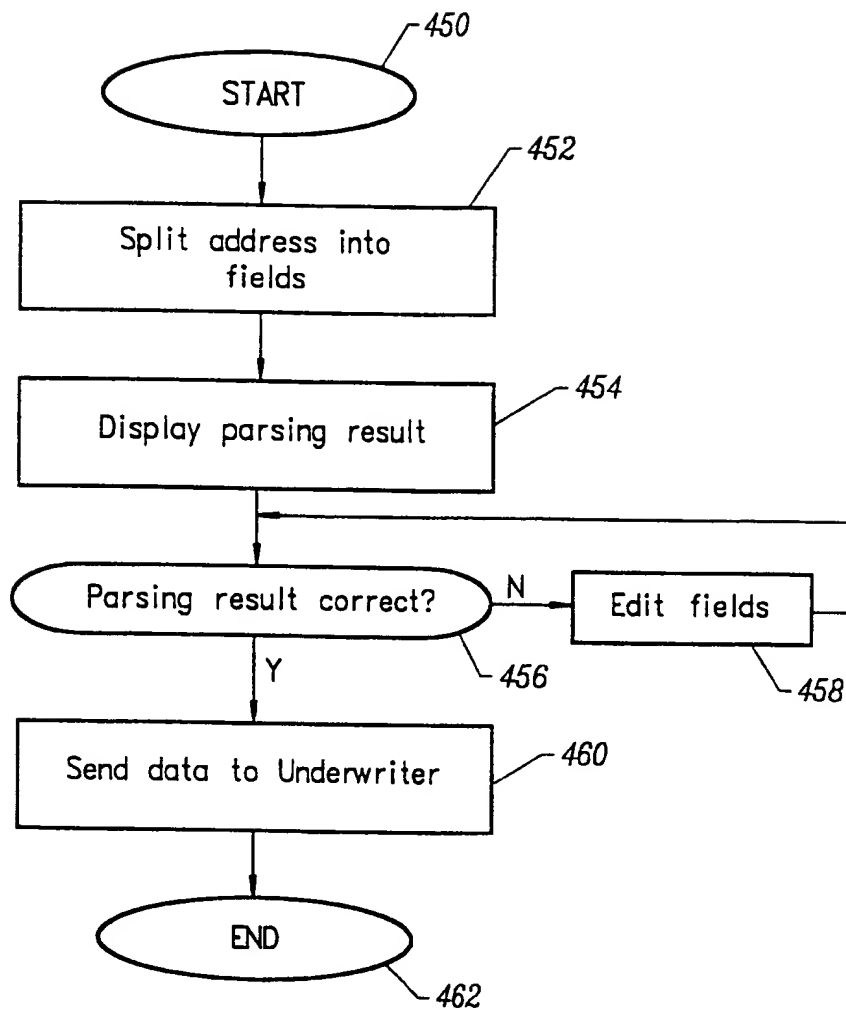 450
START
452
Split address into
fields
454
Display parsing result
Parsing result correct?
N
Edit fields
456
458
Y
Send data to Underwriter
460
END
462